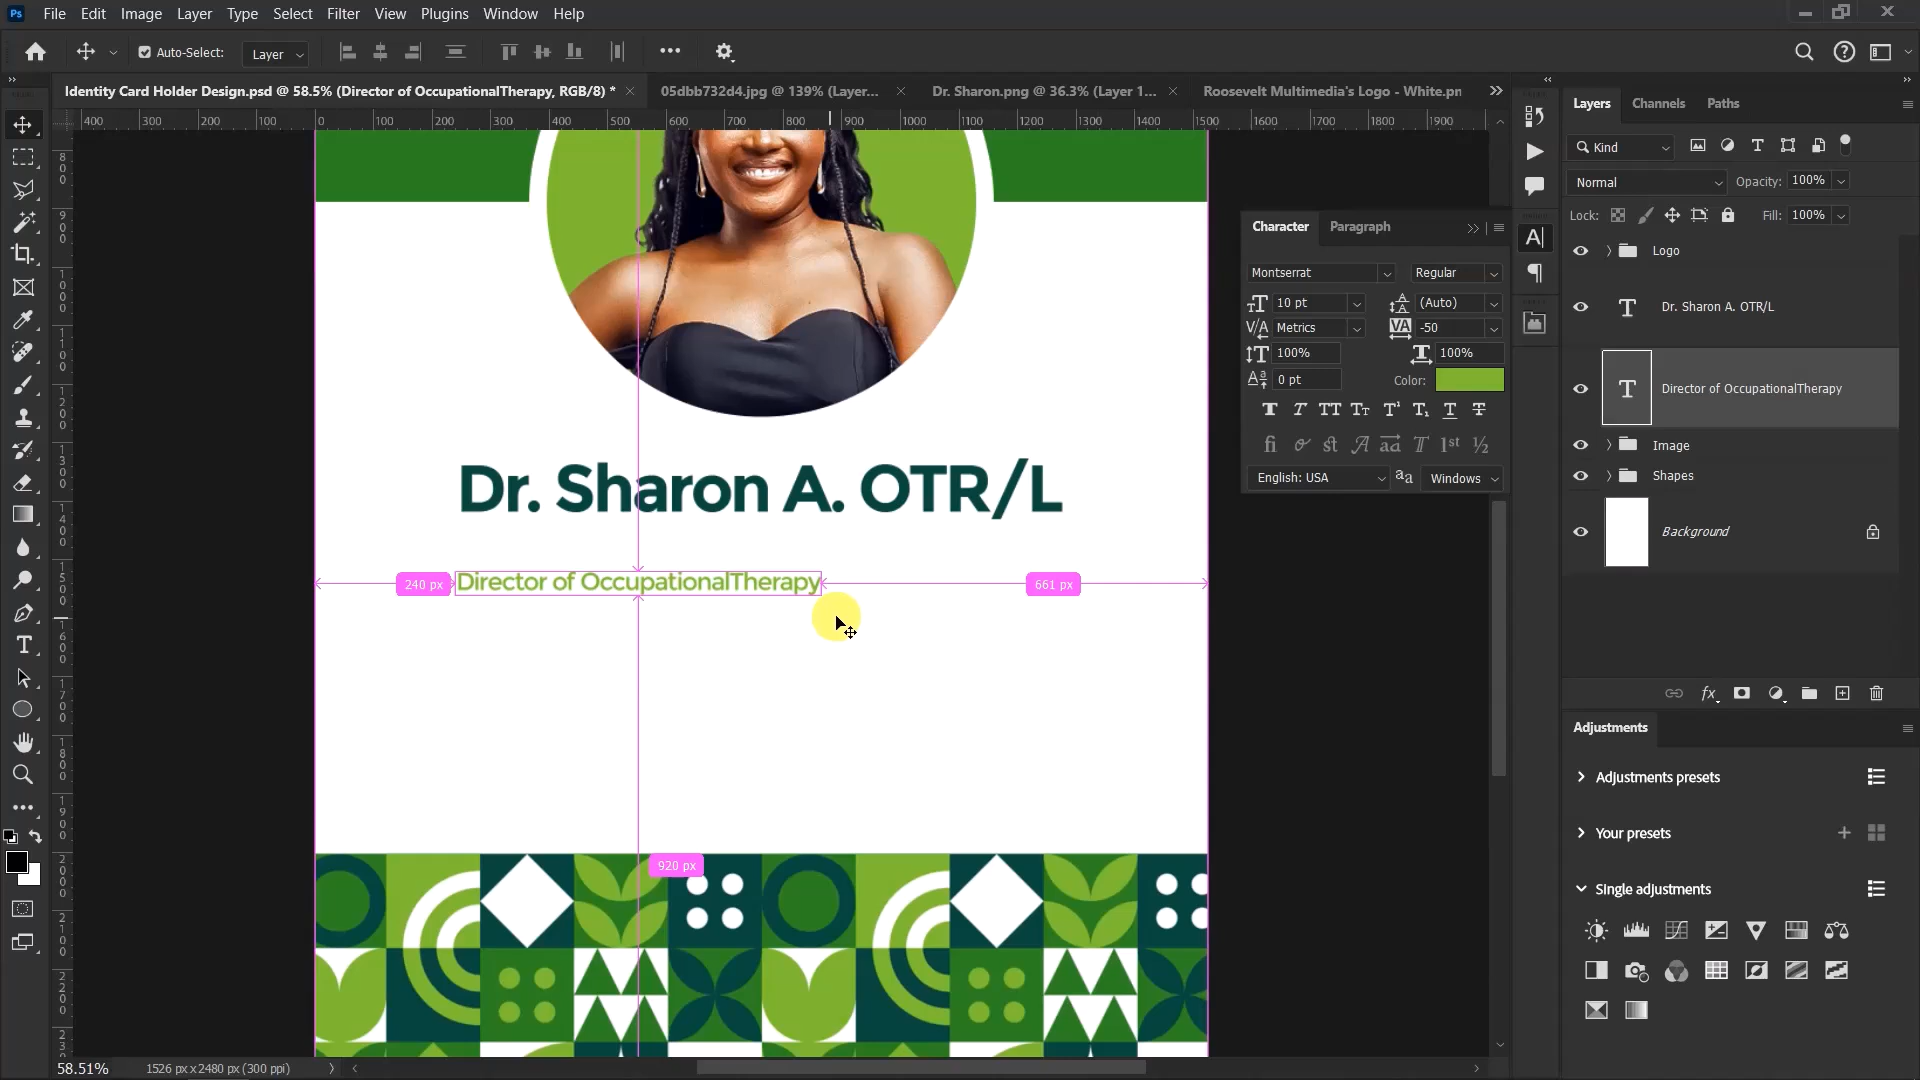 Ps File Edit Image Layer Type Select Filter View Plugins Window Help
Auto-Select: Layer
Identity Card Holder Design.psd @ 58.5% (Director of OccupationalTherapy, RGB/8) * 05dbb732d4.jpg @ 139% (Layer... Dr. Sharon.png @ 36.3% (Layer 1... Roosevelt Multimedia's Logo - White.pn
400 300 200 100 0 100 200 300 400 500 600 700 800 900 1000 1100 1200 1300 1400 1500 1600 1700 1800 1900
Layers Channels Paths
Kind
Normal Opacity: 100%
Lock: Fill: 100%
Logo
Dr. Sharon A. OTR/L
Director of OccupationalTherapy
Image
Shapes
Background
Character Paragraph
Montserrat Regular
10 pt (Auto)
Metrics -50
100% 100%
0 pt Color:
English: USA Windows
Dr. Sharon A. OTR/L
240 px Director of OccupationalTherapy 661 px
920 px
Adjustments
Adjustments presets
Your presets
Single adjustments
58.51% 1526 px x 2480 px (300 ppi)